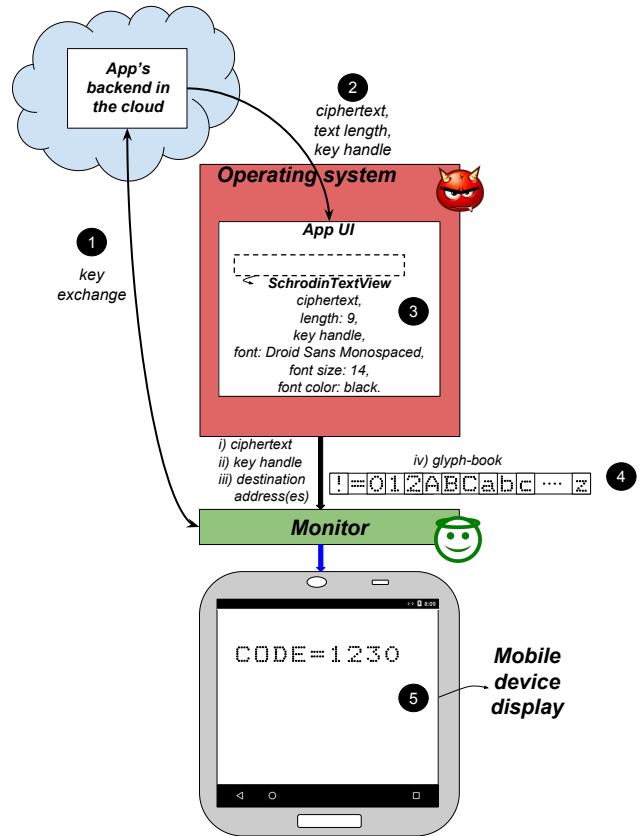 App's
backend in
the cloud
2
ciphertext,
text length,
key handle
Operating system
1
key
exchange
App UI
SchrodinTextView
ciphertext,
length: 9,
key handle,
font: Droid Sans Monospaced,
font size: 14,
font color: black.
3
i) ciphertext
ii) key handle
iii) destination
address(es)
iv) glyph-book
!=012ABCabc ···· z
4
Monitor
8:09
CODE=1230
5
Mobile
device
display